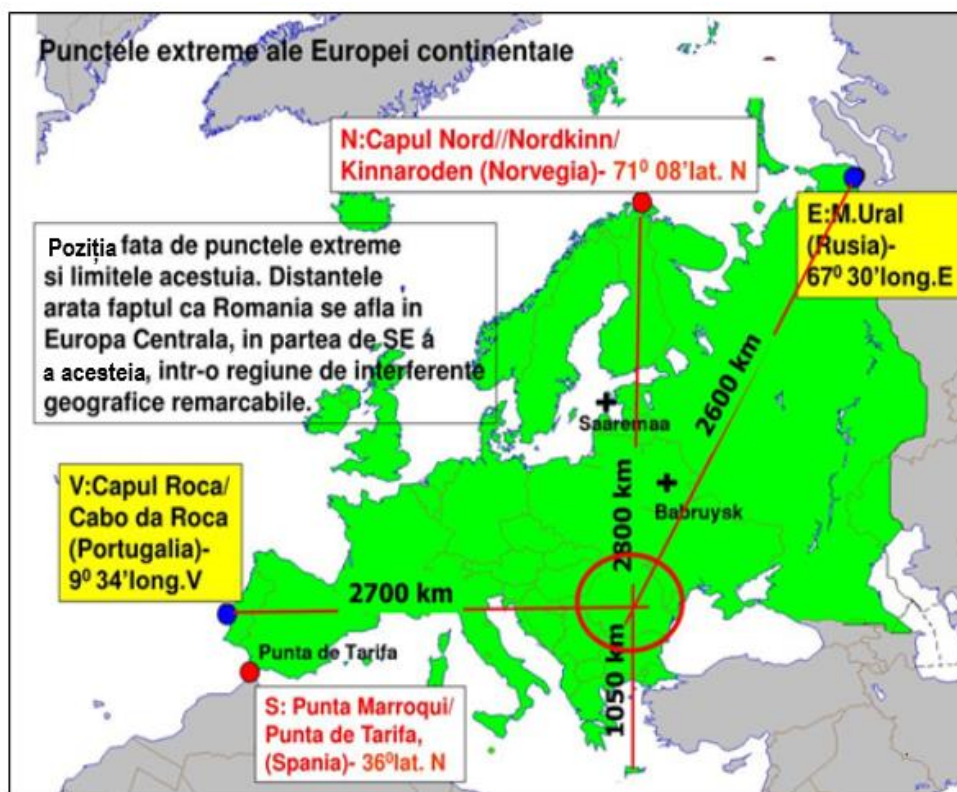 Punctele extreme ale Europei continentale
N:Capul Nord//Nordkinn/
Kinnaroden (Norvegia)- 71⁰ 08'lat. N
E:M.Ural
(Rusia)-
67⁰ 30'long.E
Poziția fata de punctele extreme
si limitele acestuia. Distantele
arata faptul ca Romania se afla in
Europa Centrala, in partea de SE á
a acesteia, intr-o regiune de interferente
geografice remarcabile.
2600 km
Saaremaa
V:Capul Roca/
Cabo da Roca
(Portugalia)-
9⁰ 34'long.V
2800 km
Babruysk
2700 km
Punta de Tarifa
1050 km
S: Punta Marroqui/
Punta de Tarifa,
(Spania)- 36⁰lat. N